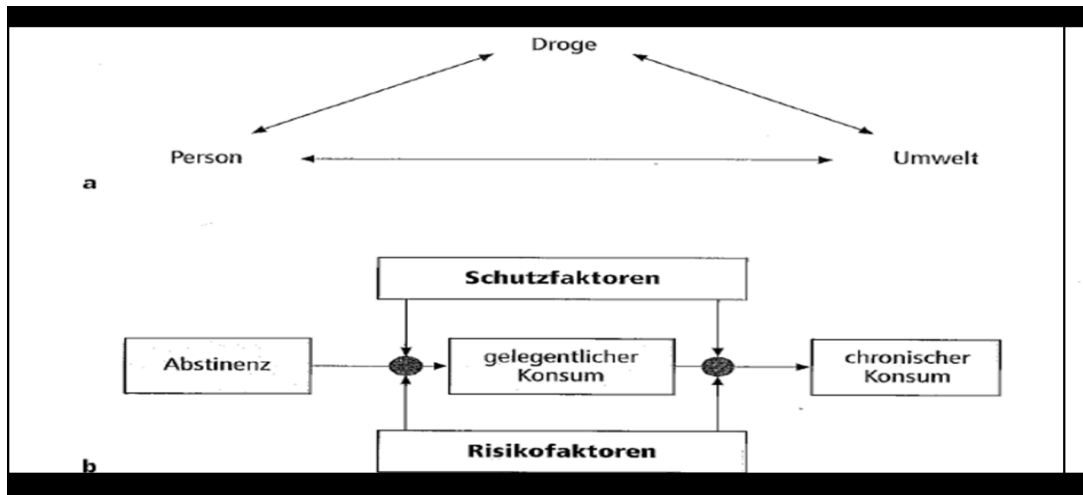 Droge
Person
Umwelt
a
Schutzfaktoren
Abstinenz
gelegentlicher
Konsum
chronischer
Konsum
Risikofaktoren
b